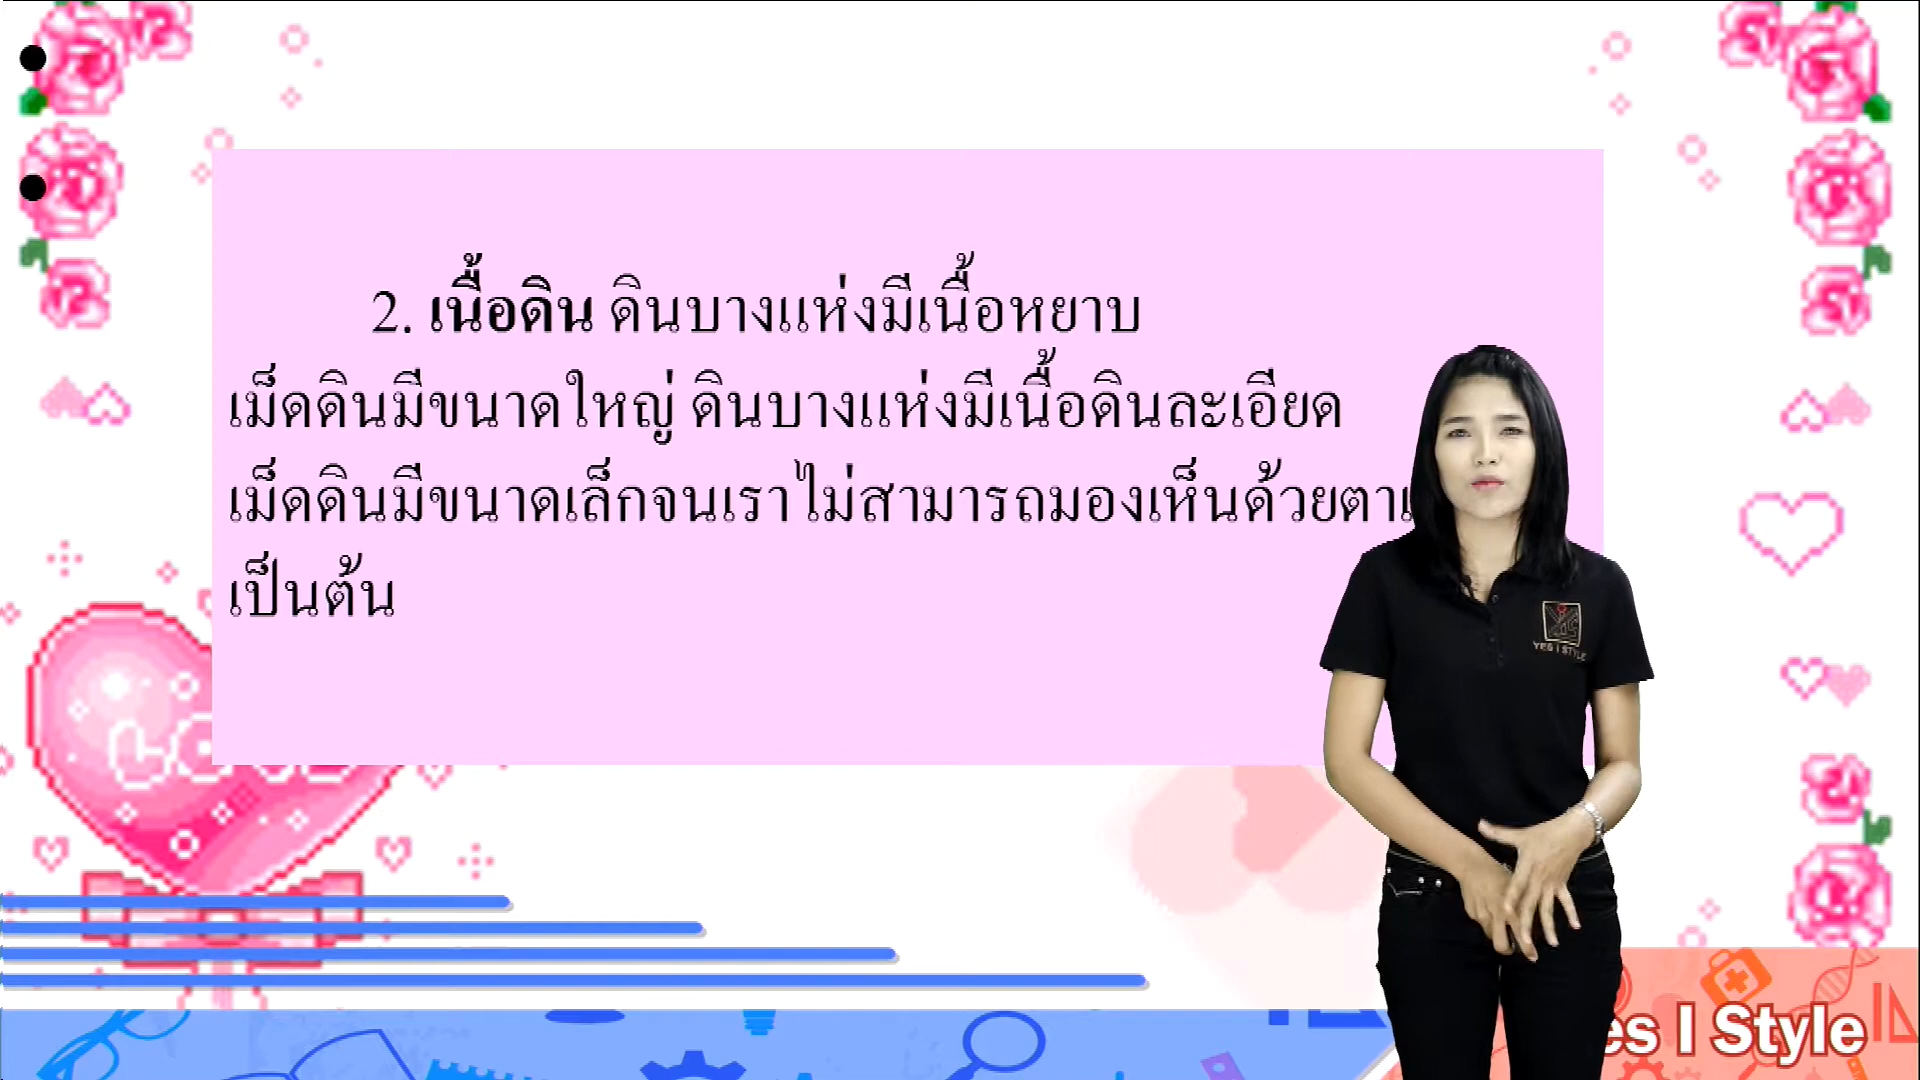 2. เนื้อดิน ดินบางแห่งมีเนื้อหยาบ
เม็ดดินมีขนาดใหญ่ ดินบางแห่งมีเนื้อดินละเอียด
เม็ดดินมีขนาดเล็กจนเราไม่สามารถมองเห็นด้วยตา
เป็นต้น
YES I STYLE
es I Style